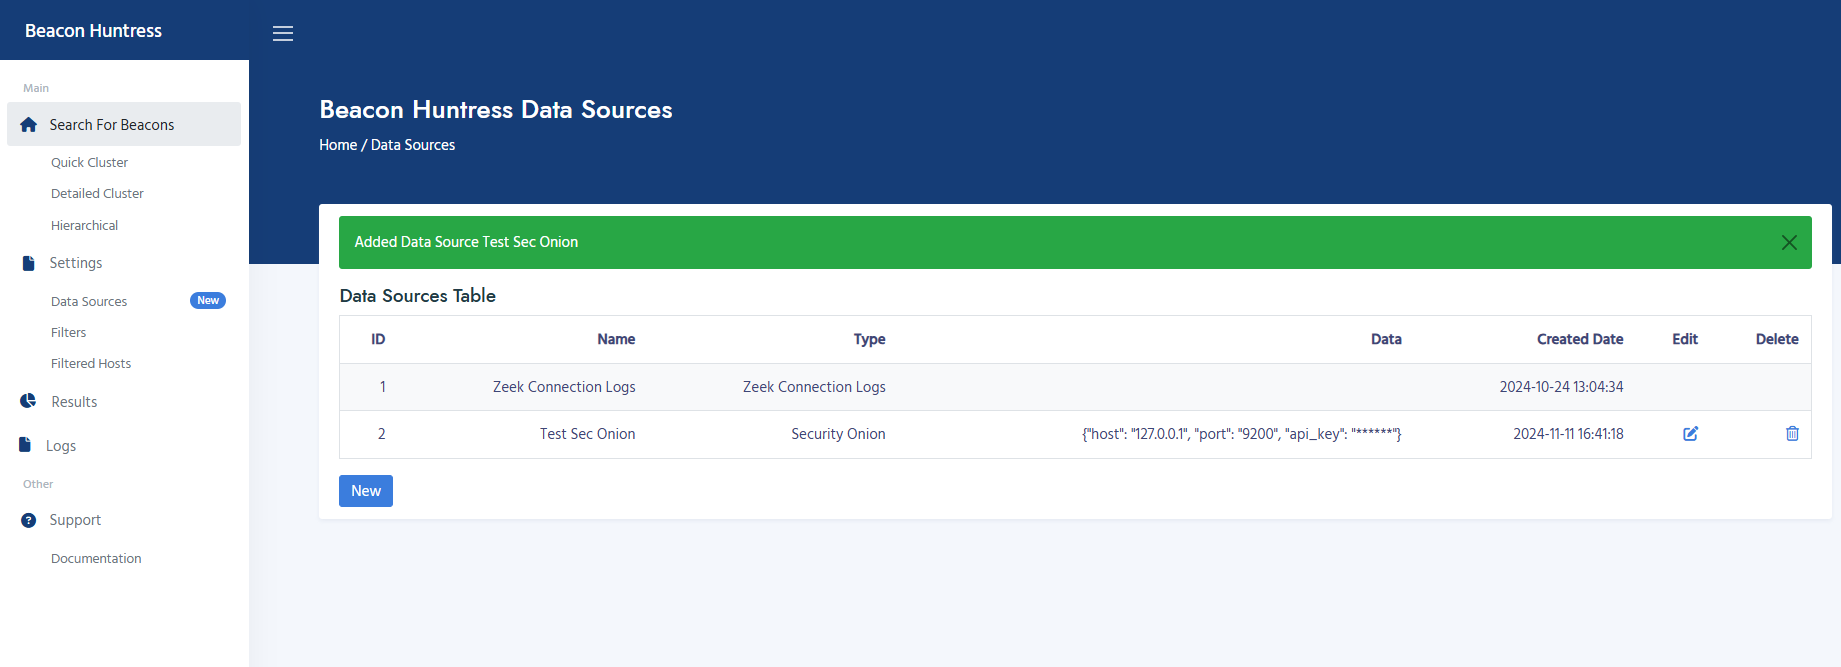 Beacon Huntress
Main
Search For Beacons
Quick Cluster
Detailed Cluster
Hierarchical
Settings
Data Sources New
Filters
Filtered Hosts
Results
Logs
Other
Support
Documentation
Beacon Huntress Data Sources
Home / Data Sources
Added Data Source Test Sec Onion
Data Sources Table
ID Name Type Data Created Date Edit Delete
1 Zeek Connection Logs Zeek Connection Logs 2024-10-24 13:04:34
2 Test Sec Onion Security Onion {"host": "127.0.0.1", "port": "9200", "api_key": "******"} 2024-11-11 16:41:18
New